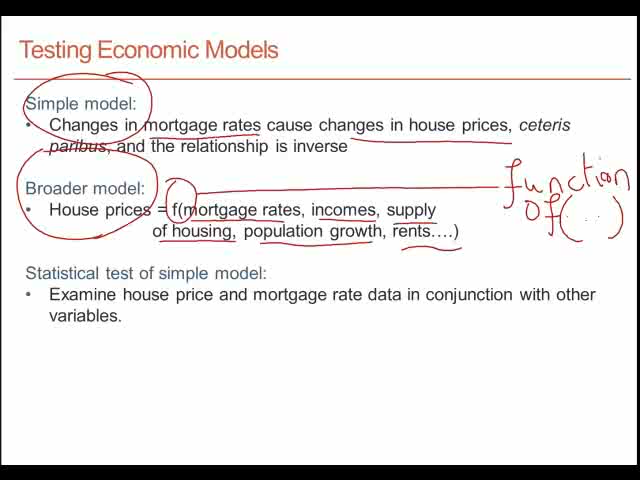 Testing Economic Models
Simple model:
• Changes in mortgage rates cause changes in house prices, ceteris
paribus, and the relationship is inverse
Broader model:
• House prices = f(mortgage rates, incomes, supply
of housing, population growth, rents....)
function
of(...)
Statistical test of simple model:
• Examine house price and mortgage rate data in conjunction with other
variables.